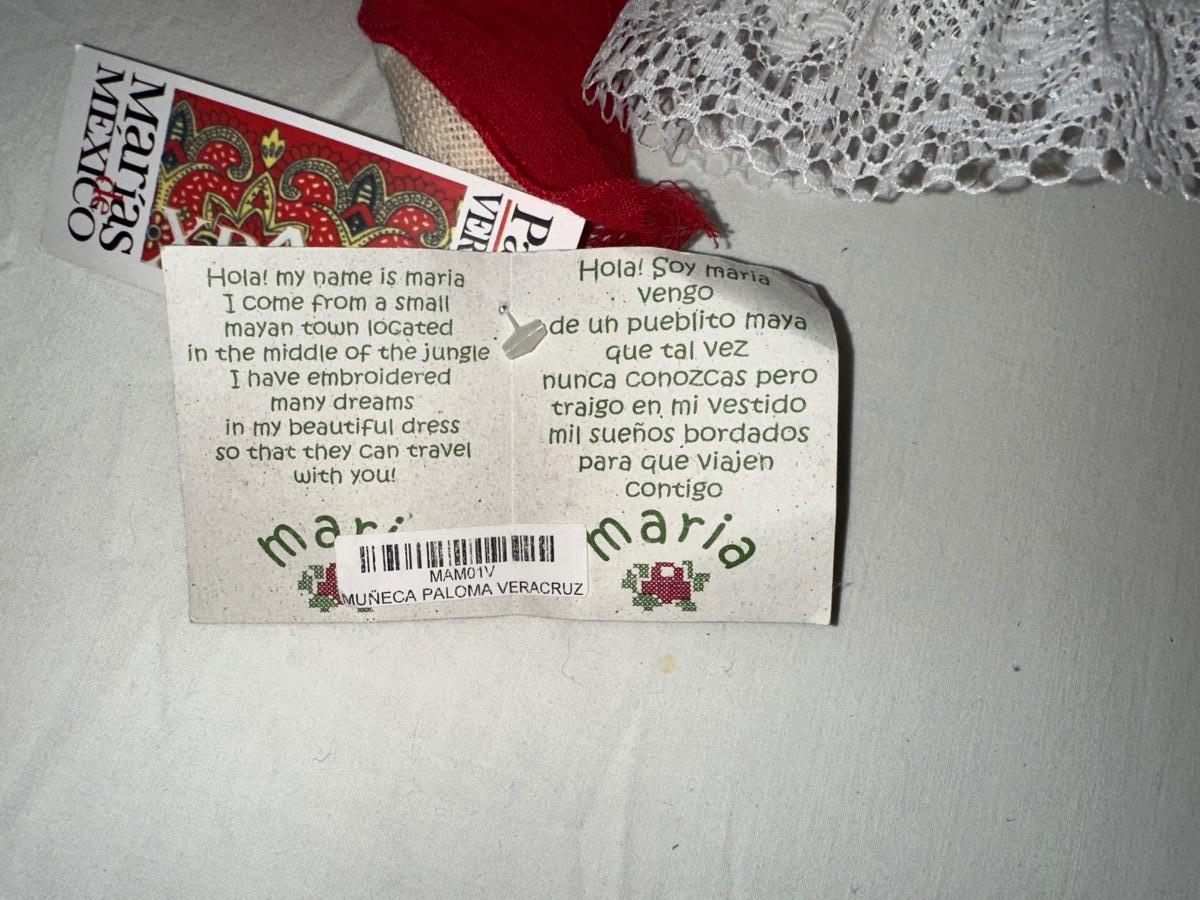 Marias
de
MÉXICO
Hola! my name is maria
I come from a small
mayan town located
in the middle of the jungle
I have embroidered
many dreams
in my beautiful dress
so that they can travel
with you!
Hola! Soy maria
vengo
de un pueblito maya
que tal vez
nunca conozcas pero
traigo en mi vestido
mil sueños bordados
para que viajen
contigo
maria
MAM01V
MUÑECA PALOMA VERACRUZ